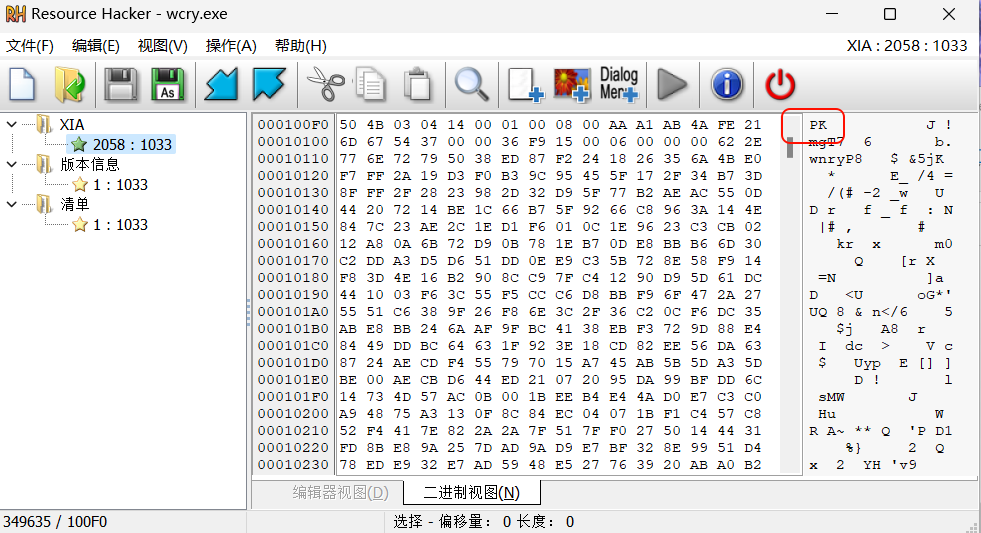 Resource Hacker - wcry.exe
文件(F) 编辑(E) 视图(V) 操作(A) 帮助(H) XIA : 2058 : 1033
As
Dialog
Menu
XIA
2058 : 1033
版本信息
1 : 1033
清单
1 : 1033
000100F0 50 4B 03 04 14 00 01 00 08 00 AA A1 AB 4A FE 21 PK J !
00010100 6D 67 54 37 00 00 36 F9 15 00 06 00 00 00 62 2E mgT7 6 b.
00010110 77 6E 72 79 50 38 ED 87 F2 24 18 26 35 6A 4B E0 wnryP8 $ &5jK
00010120 F7 FF 2A 19 D3 F0 B3 9C 95 45 5F 17 2F 34 B7 3D * E_ /4 =
00010130 8F FF 2F 28 23 98 2D 32 D9 5F 77 B2 AE AC 55 0D /(# -2 _w U
00010140 44 20 72 14 BE 1C 66 B7 5F 92 66 C8 96 3A 14 4E D r f _ f : N
00010150 84 7C 23 AE 2C 1E D1 F6 01 0C 1E 96 23 C3 CB 02 |# , #
00010160 12 A8 0A 6B 72 D9 0B 78 1E B7 0D E8 BB B6 6D 30 kr x m0
00010170 C2 DD A3 D5 D6 51 DD 0E E9 C3 5B 72 8E 58 F9 14 Q [r X
00010180 F8 3D 4E 16 B2 90 8C C9 7F C4 12 90 D9 5D 61 DC =N ]a
00010190 44 10 03 F6 3C 55 F5 CC C6 D8 BB F9 6F 47 2A 27 D <U oG*'
000101A0 55 51 C6 38 9F 26 F8 6E 3C 2F 36 C2 0C F6 DC 35 UQ 8 & n</6 5
000101B0 AB E8 BB 24 6A AF 9F BC 41 38 EB F3 72 9D 88 E4 $j A8 r
000101C0 84 49 DD BC 64 63 1F 92 3E 18 CD 82 EE 56 DA 63 I dc > V c
000101D0 87 24 AE CD F4 55 79 70 15 A7 45 AB 5B 5D A3 5D $ Uyp E [] ]
000101E0 BE 00 AE CB D6 44 ED 21 07 20 95 DA 99 BF DD 6C D ! l
000101F0 14 73 4D 57 AC 0B 00 1B EE B4 E4 4A D0 E7 C3 C0 sMW J
00010200 A9 48 75 A3 13 0F 8C 84 EC 04 07 1B F1 C4 57 C8 Hu W
00010210 52 F4 41 7E 82 2A 2A 7F 51 7F F0 27 50 14 44 31 R A~ ** Q 'P D1
00010220 FD 8B E8 9A 25 7D AD 9A D9 E7 BF 32 8E 99 51 D4 %} 2 Q
00010230 78 ED E9 32 E7 AD 59 48 E5 27 76 39 20 AB A0 B2 x 2 YH 'v9
编辑器视图(D) 二进制视图(N)
349635 / 100F0 选择 - 偏移量: 0 长度: 0